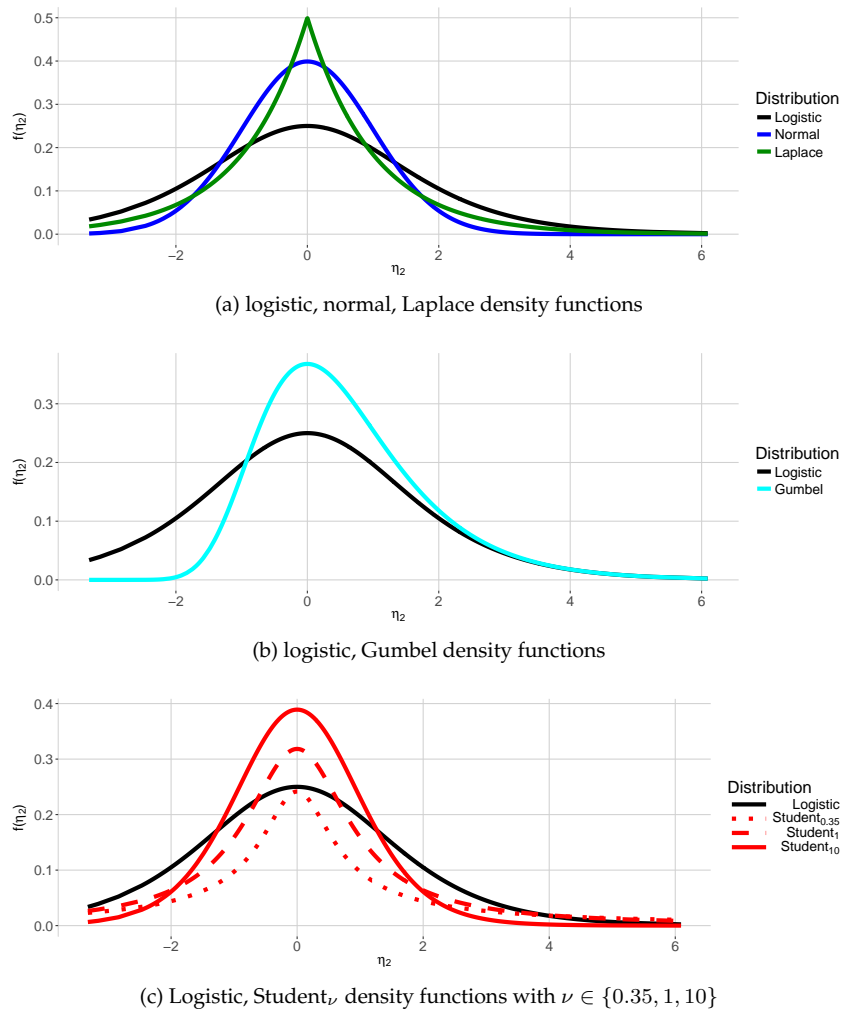 0.5
0.4
0.3
0.2
0.1
0.0
f(η₂)
−2 0 2 4 6
η₂
Distribution
Logistic
Normal
Laplace
(a) logistic, normal, Laplace density functions
0.3
0.2
0.1
0.0
f(η₂)
−2 0 2 4 6
η₂
Distribution
Logistic
Gumbel
(b) logistic, Gumbel density functions
0.4
0.3
0.2
0.1
0.0
f(η₂)
−2 0 2 4 6
η₂
Distribution
Logistic
Student₀.₃₅
Student₁
Student₁₀
(c) Logistic, Studentᵥ density functions with ν ∈ {0.35, 1, 10}